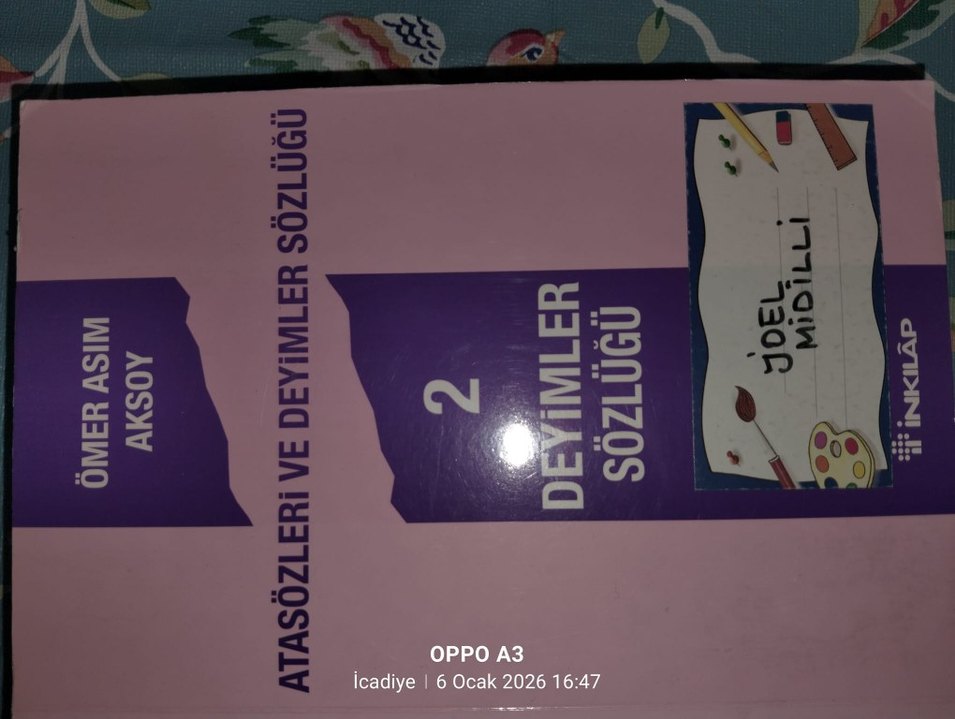 ÖMER ASIM
AKSOY
ATASÖZLERİ VE DEYİMLER SÖZLÜĞÜ
2
DEYİMLER
SÖZLÜĞÜ
JOEL
MİDİLLİ
İNKILÂP
OPPO A3
İcadiye | 6 Ocak 2026 16:47